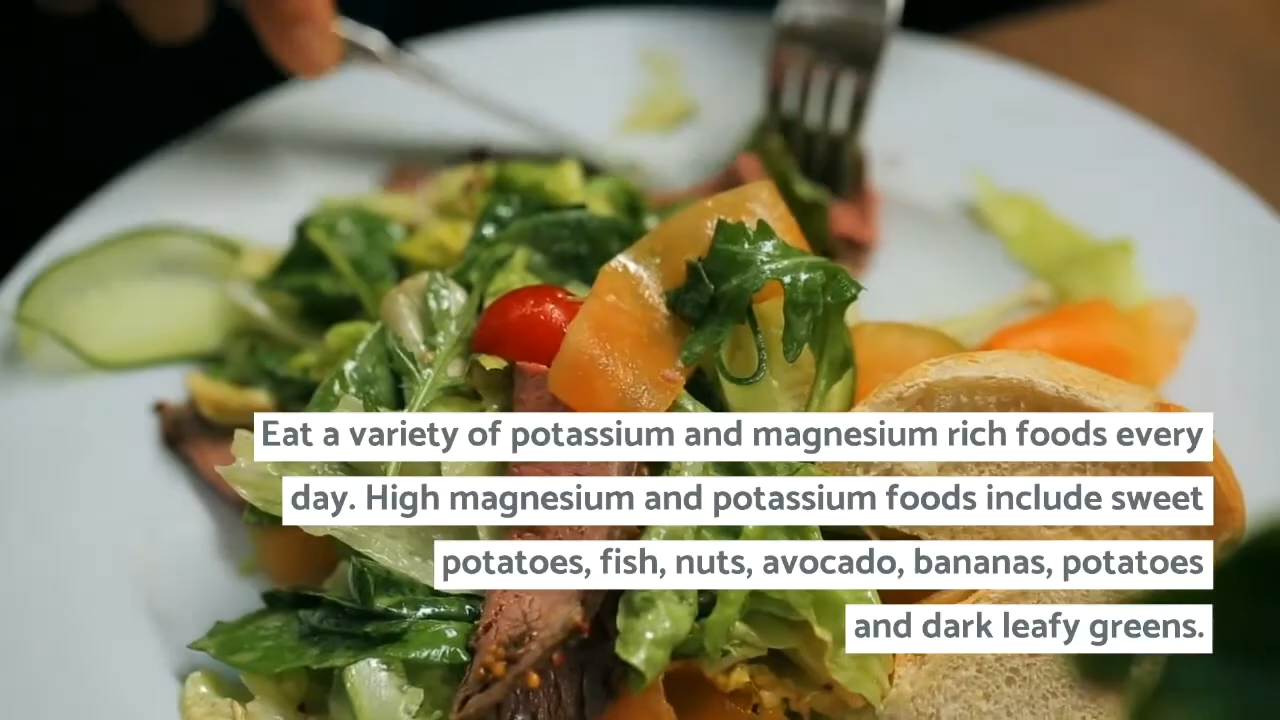 Eat a variety of potassium and magnesium rich foods every
day. High magnesium and potassium foods include sweet
potatoes, fish, nuts, avocado, bananas, potatoes
and dark leafy greens.